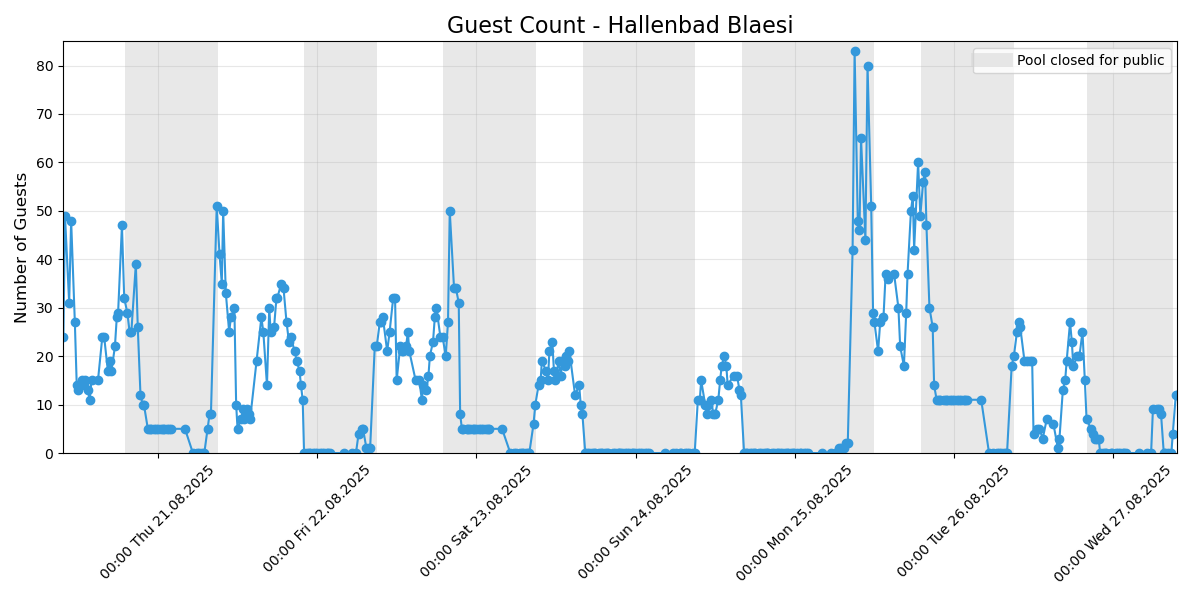 Guest Count - Hallenbad Blaesi
Pool closed for public
Number of Guests
80
70
60
50
40
30
20
10
0
00:00 Thu 21.08.2025
00:00 Fri 22.08.2025
00:00 Sat 23.08.2025
00:00 Sun 24.08.2025
00:00 Mon 25.08.2025
00:00 Tue 26.08.2025
00:00 Wed 27.08.2025